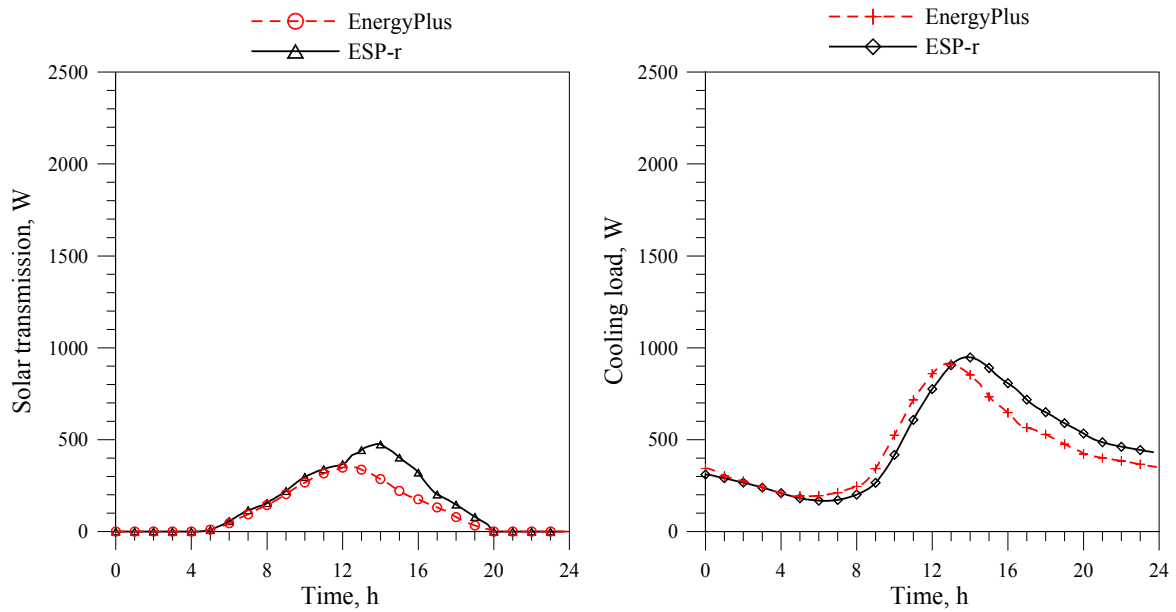 EnergyPlus
ESP-r
2500
2000
1500
1000
500
0
Solar transmission, W
0 4 8 12 16 20 24
Time, h
EnergyPlus
ESP-r
2500
2000
1500
1000
500
0
Cooling load, W
0 4 8 12 16 20 24
Time, h